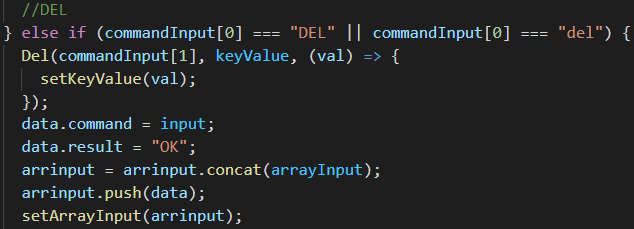 //DEL
} else if (commandInput[0] === "DEL" || commandInput[0] === "del") {
Del(commandInput[1], keyValue, (val) => {
setKeyValue(val);
});
data.command = input;
data.result = "OK";
arrinput = arrinput.concat(arrayInput);
arrinput.push(data);
setArrayInput(arrinput);